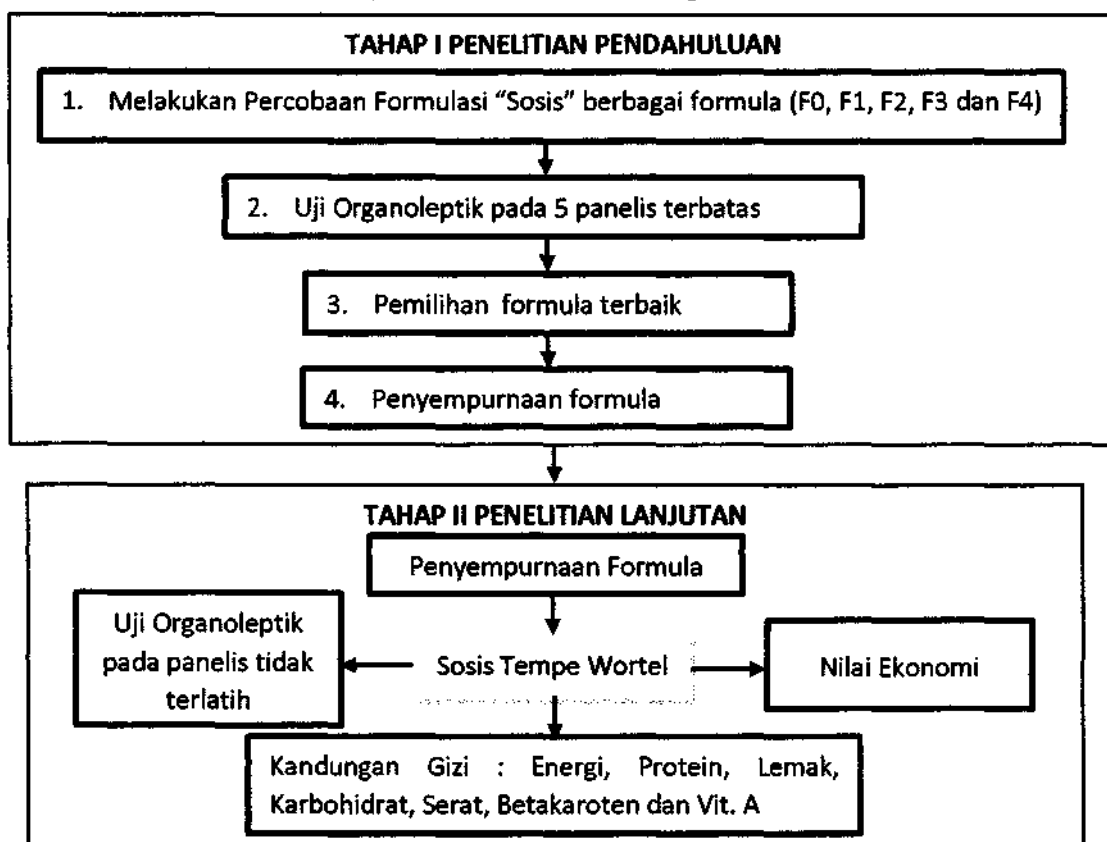 TAHAP I PENELITIAN PENDAHULUAN
1. Melakukan Percobaan Formulasi “Sosis” berbagai formula (F0, F1, F2, F3 dan F4)
2. Uji Organoleptik pada 5 panelis terbatas
3. Pemilihan formula terbaik
4. Penyempurnaan formula
TAHAP II PENELITIAN LANJUTAN
Penyempurnaan Formula
Uji Organoleptik
pada panelis tidak
terlatih
Sosis Tempe Wortel
Nilai Ekonomi
Kandungan Gizi : Energi, Protein, Lemak,
Karbohidrat, Serat, Betakaroten dan Vit. A